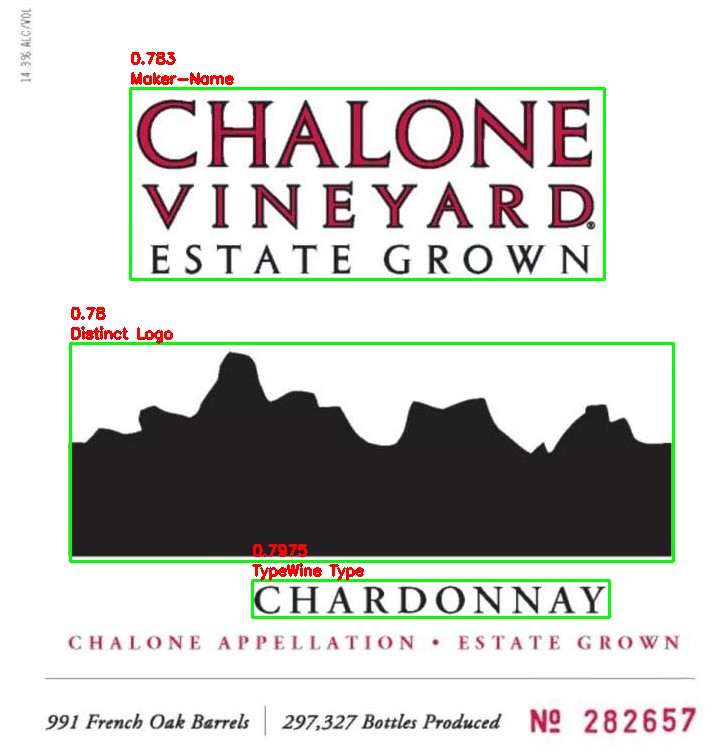 14.3% ALC/VOL
0.783
Maker-Name
CHALONE
VINEYARD®
ESTATE GROWN
0.78
Distinct Logo
0.7975
TypeWine Type
CHARDONNAY
CHALONE APPELLATION • ESTATE GROWN
991 French Oak Barrels | 297,327 Bottles Produced Nº 282657